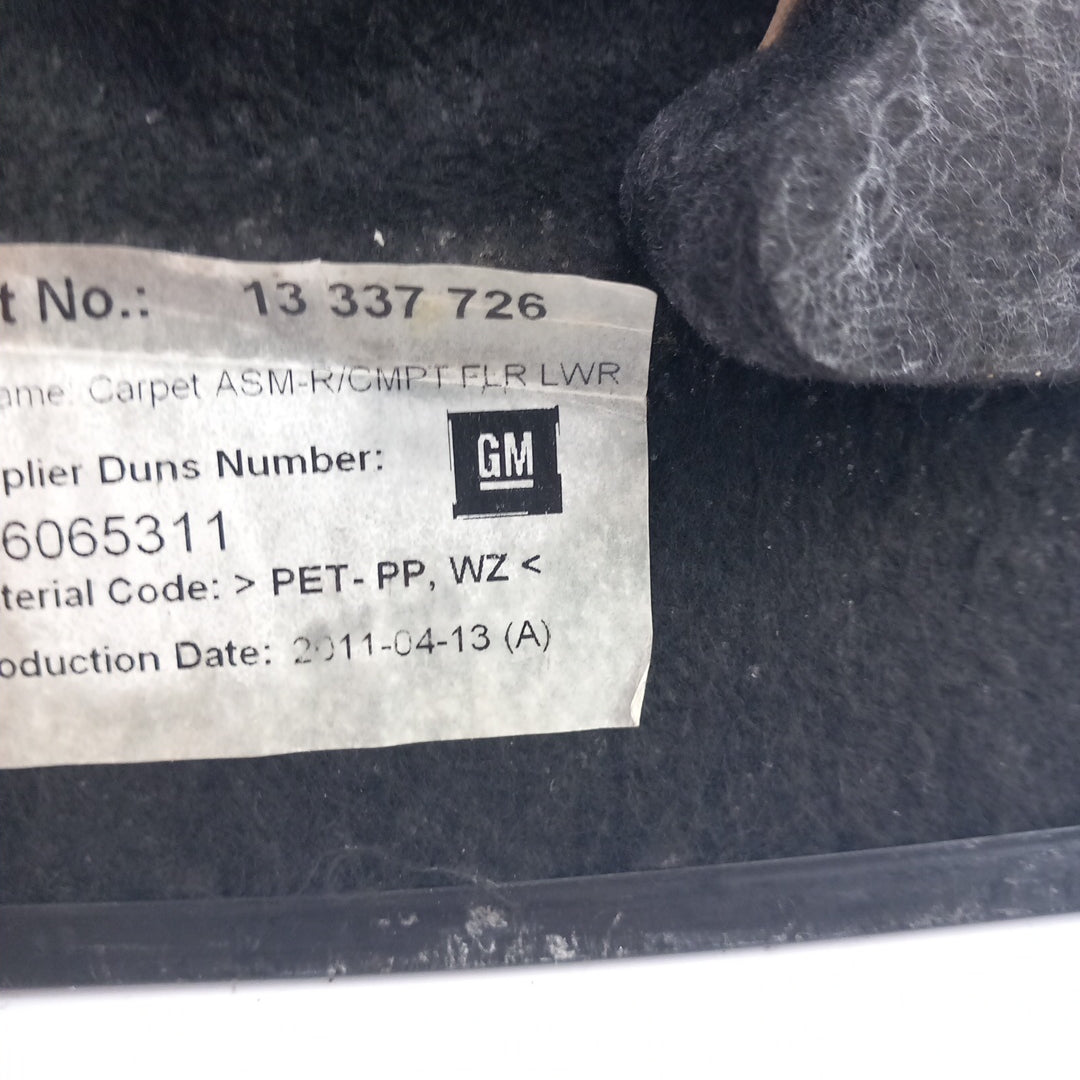 t No.: 13 337 726
ame: Carpet ASM-R/CMPT FLR LWR
plier Duns Number:
GM
6065311
terial Code: > PET- PP, WZ <
oduction Date: 2011-04-13 (A)